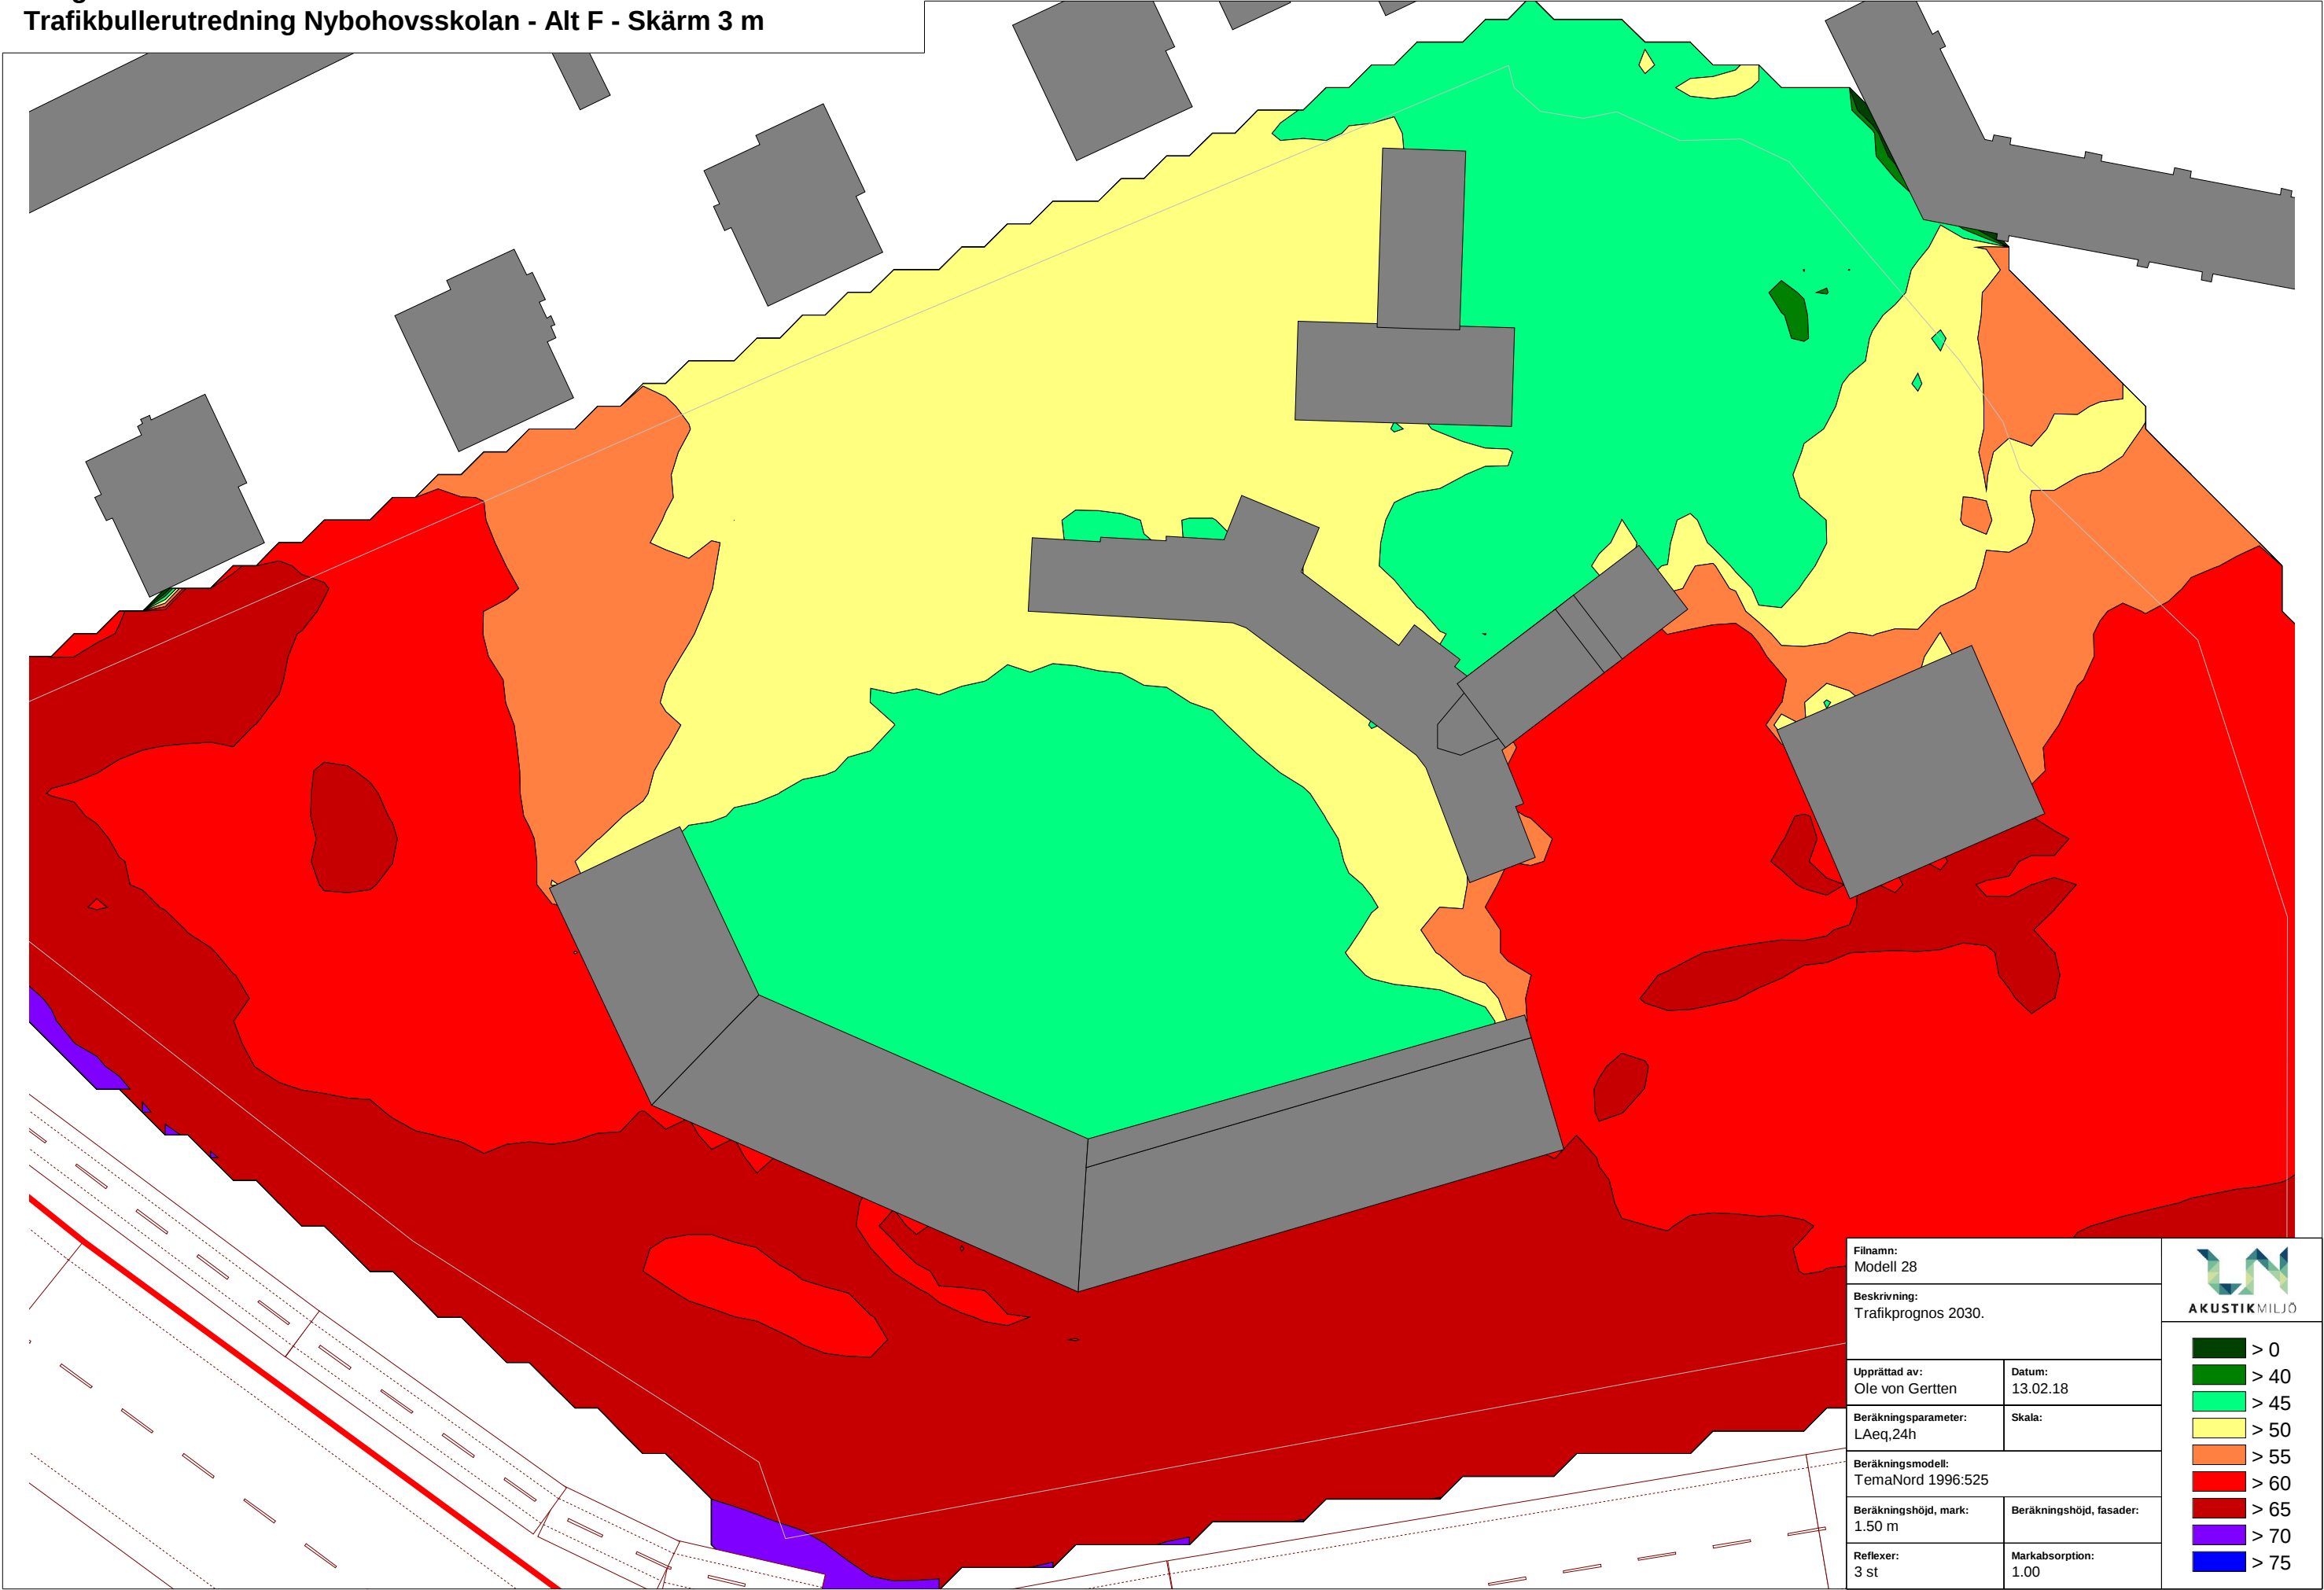 Trafikbullerutredning Nybohovsskolan - Alt F - Skärm 3 m
Filnamn:
Modell 28
Beskrivning:
Trafikprognos 2030.
Upprättad av:
Ole von Gertten
Datum:
13.02.18
Beräkningsparameter:
LAeq,24h
Skala:
Beräkningsmodell:
TemaNord 1996:525
Beräkningshöjd, mark:
1.50 m
Beräkningshöjd, fasader:
Reflexer:
3 st
Markabsorption:
1.00
AKUSTIKMILJÖ
> 0
> 40
> 45
> 50
> 55
> 60
> 65
> 70
> 75